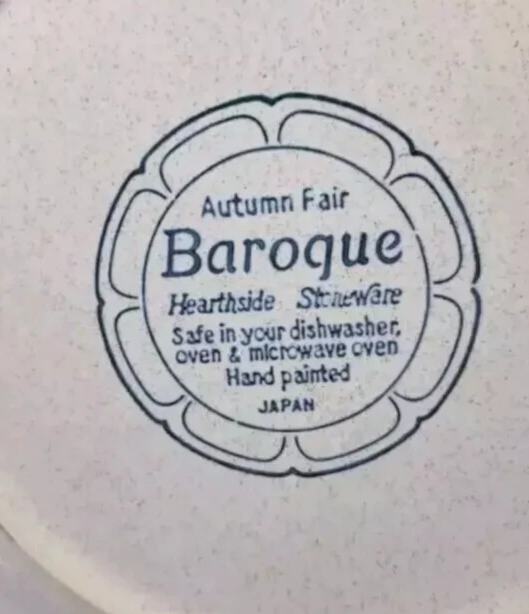 Autumn Fair
Baroque
Hearthside Stoneware
Safe in your dishwasher,
oven & microwave oven
Hand painted
JAPAN